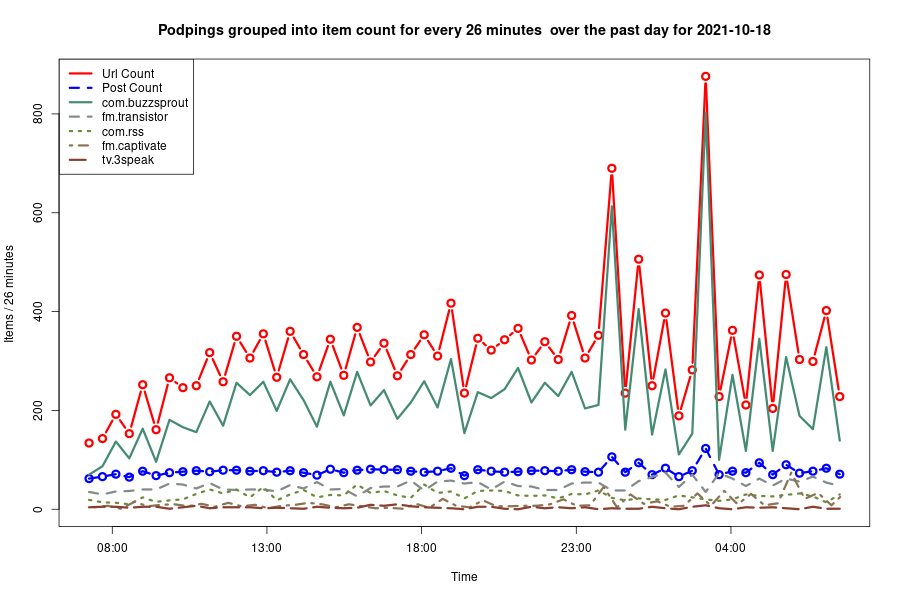 Podpings grouped into item count for every 26 minutes  over the past day for 2021-10-18
Url Count
Post Count
com.buzzsprout
fm.transistor
com.rss
fm.captivate
tv.3speak
Items / 26 minutes
800
600
400
200
0
08:00 13:00 18:00 23:00 04:00
Time